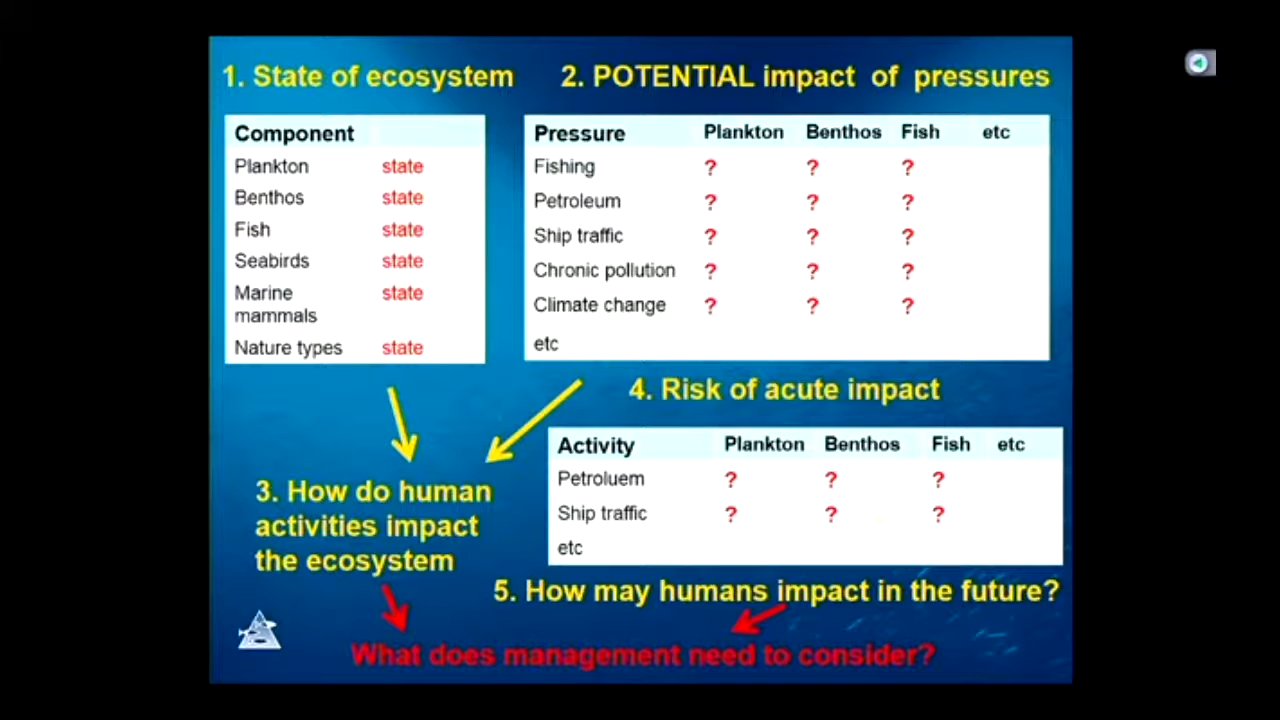 1. State of ecosystem
2. POTENTIAL impact of pressures
Component
Plankton state
Benthos state
Fish state
Seabirds state
Marine state
mammals
Nature types state
Pressure Plankton Benthos Fish etc
Fishing ? ? ?
Petroleum ? ? ?
Ship traffic ? ? ?
Chronic pollution ? ? ?
Climate change ? ? ?
etc
3. How do human
activities impact
the ecosystem
4. Risk of acute impact
Activity Plankton Benthos Fish etc
Petroluem ? ? ?
Ship traffic ? ? ?
etc
5. How may humans impact in the future?
What does management need to consider?